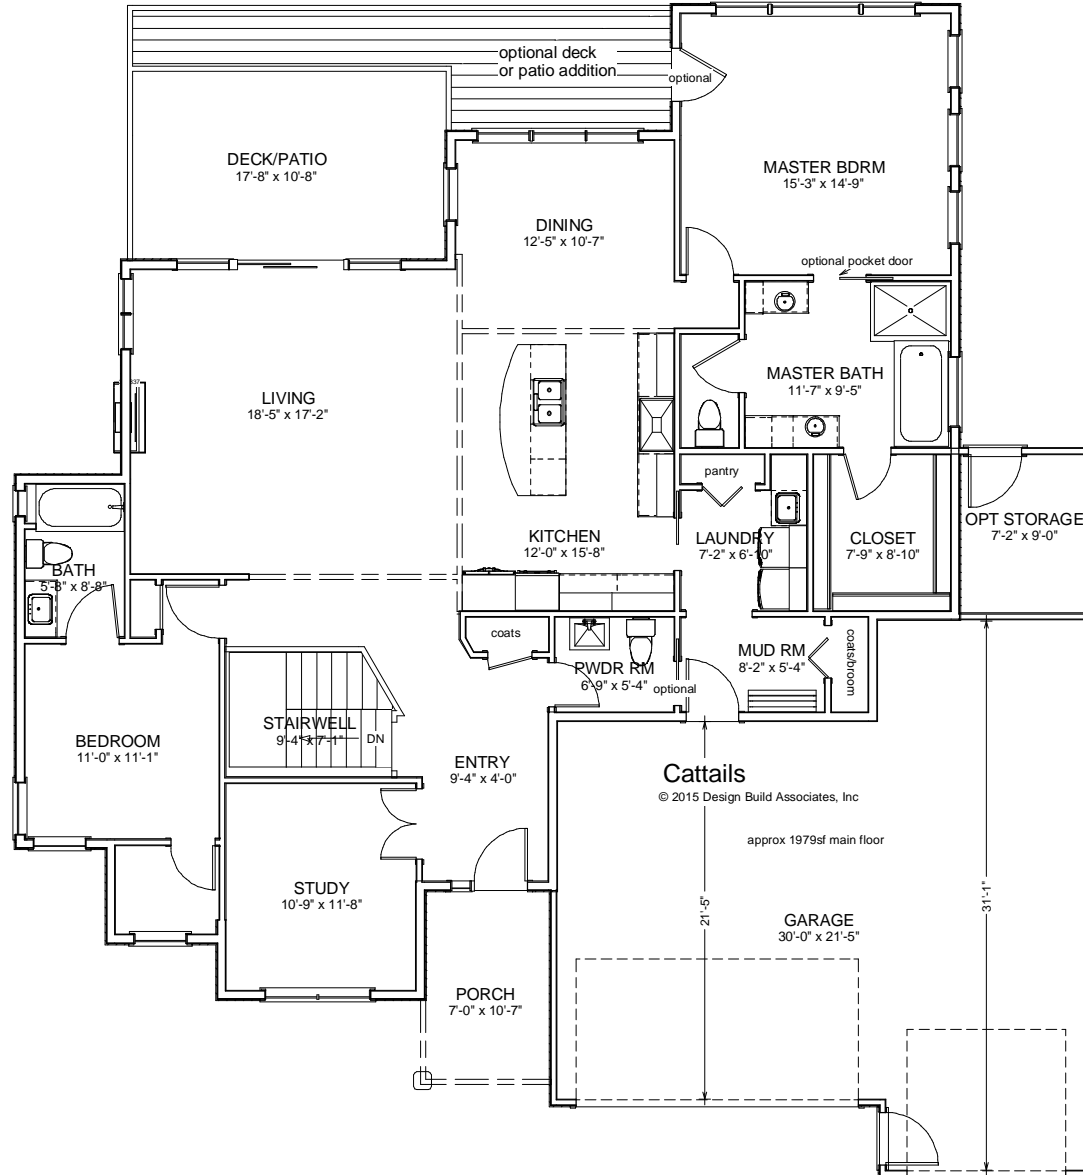 optional deck
or patio addition
optional
DECK/PATIO
17'-8" x 10'-8"
MASTER BDRM
15'-3" x 14'-9"
DINING
12'-5" x 10'-7"
optional pocket door
LIVING
18'-5" x 17'-2"
MASTER BATH
11'-7" x 9'-5"
pantry
KITCHEN
12'-0" x 15'-8"
LAUNDRY
7'-2" x 6'-10"
CLOSET
7'-9" x 8'-10"
OPT STORAGE
7'-2" x 9'-0"
BATH
5'-8" x 8'-8"
coats
PWDR RM
6'-9" x 5'-4"
optional
MUD RM
8'-2" x 5'-4"
coats/broom
STAIRWELL
9'-4" x 7'-1"
DN
BEDROOM
11'-0" x 11'-1"
ENTRY
9'-4" x 4'-0"
Cattails
© 2015 Design Build Associates, Inc
approx 1979sf main floor
STUDY
10'-9" x 11'-8"
21'-5"
31'-1"
GARAGE
30'-0" x 21'-5"
PORCH
7'-0" x 10'-7"